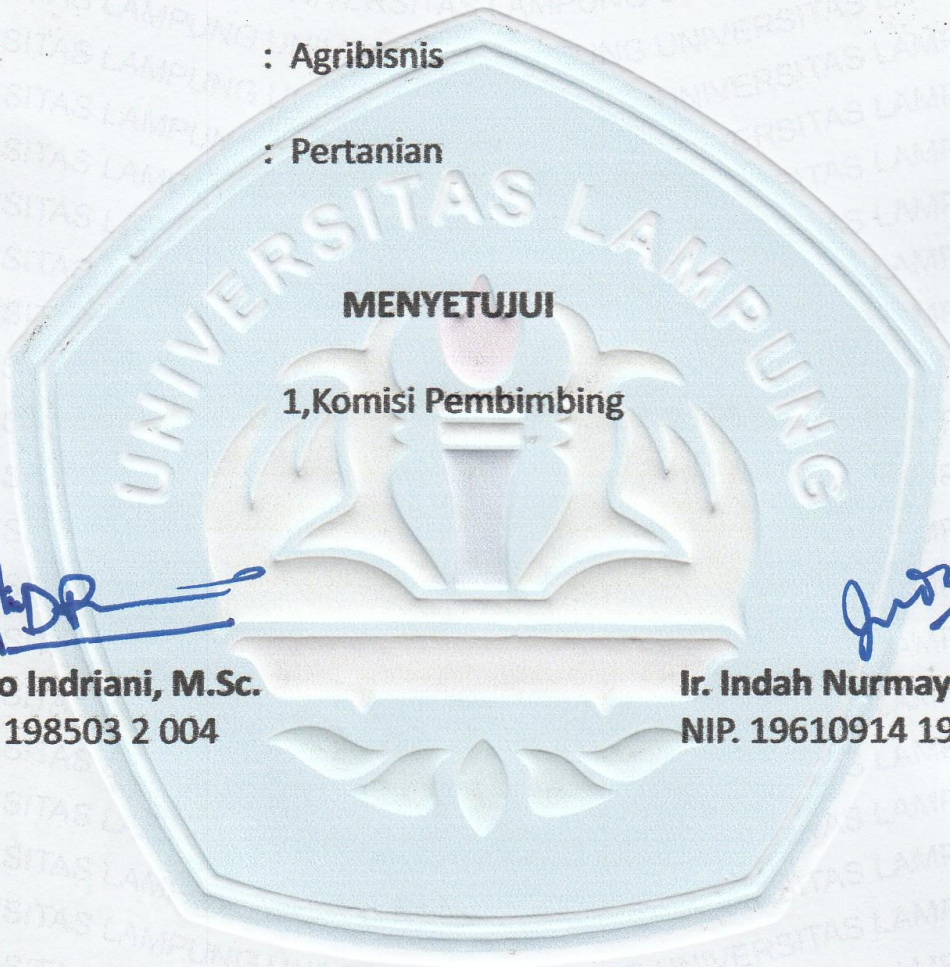 : Agribisnis
: Pertanian
UNIVERSITAS LAMPUNG
MENYETUJUI
1,Komisi Pembimbing
o Indriani, M.Sc.
198503 2 004
Ir. Indah Nurmay
NIP. 19610914 19